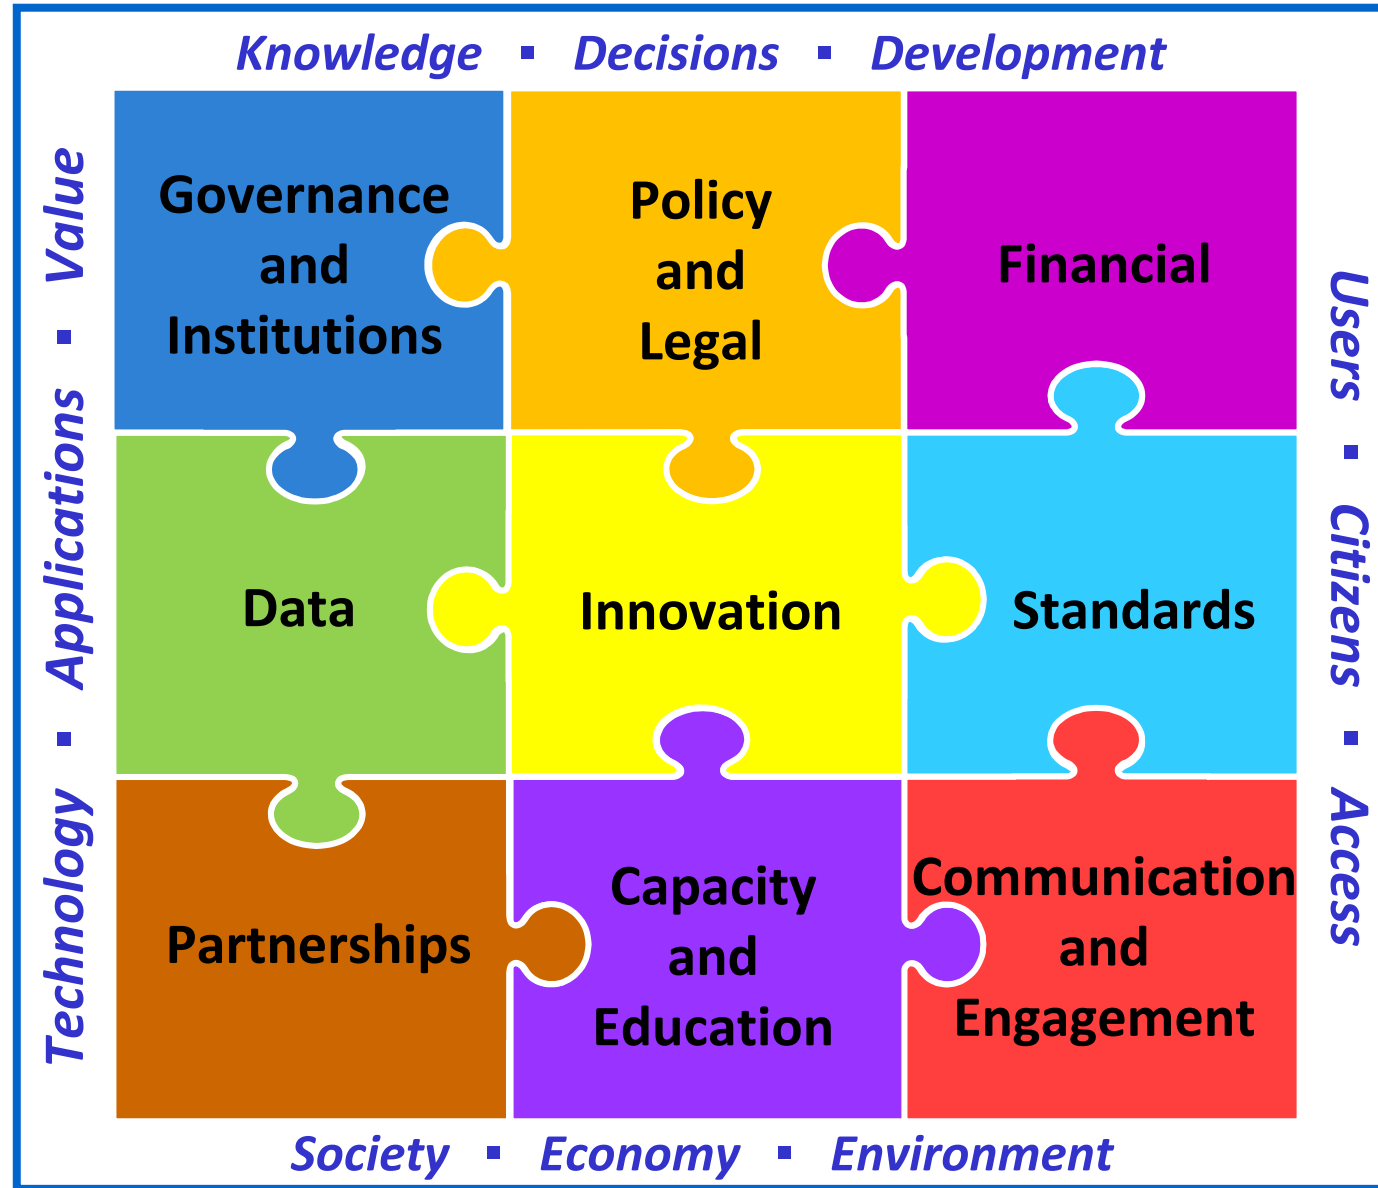 Knowledge ▪ Decisions ▪ Development
Technology ▪ Applications ▪ Value
Governance
and
Institutions
Policy
and
Legal
Financial
Data
Innovation
Standards
Partnerships
Capacity
and
Education
Communication
and
Engagement
Users ▪ Citizens ▪ Access
Society ▪ Economy ▪ Environment